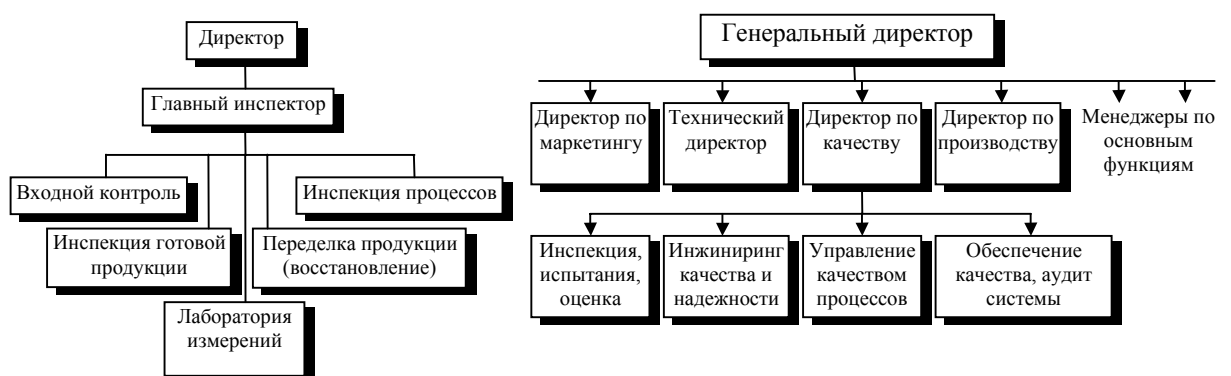 Директор
Главный инспектор
Входной контроль
Инспекция процессов
Инспекция готовой
продукции
Переделка продукции
(восстановление)
Лаборатория
измерений
Генеральный директор
Директор по
маркетингу
Технический
директор
Директор по
качеству
Директор по
производству
Менеджеры по
основным
функциям
Инспекция,
испытания,
оценка
Инжиниринг
качества и
надежности
Управление
качеством
процессов
Обеспечение
качества, аудит
системы